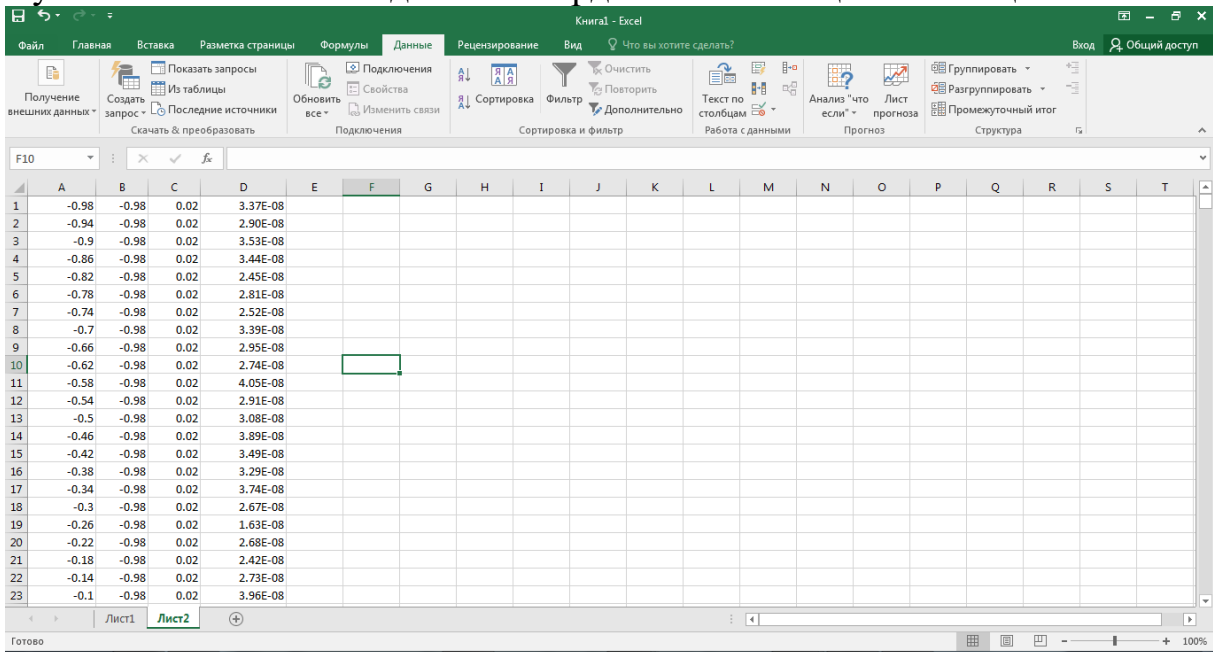 Книга1 - Excel
Файл Главная Вставка Разметка страницы Формулы Данные Рецензирование Вид Что вы хотите сделать? Вход Общий доступ
Получение внешних данных
Создать запрос
Показать запросы
Из таблицы
Последние источники
Скачать & преобразовать
Обновить все
Подключения
Свойства
Изменить связи
Подключения
Сортировка
Фильтр
Очистить
Повторить
Дополнительно
Сортировка и фильтр
Текст по столбцам
Работа с данными
Анализ "что если"
Лист прогноза
Прогноз
Группировать
Разгруппировать
Промежуточный итог
Структура
F10 fx
A B C D E F G H I J K L M N O P Q R S T
1 -0.98 -0.98 0.02 3.37E-08
2 -0.94 -0.98 0.02 2.90E-08
3 -0.9 -0.98 0.02 3.53E-08
4 -0.86 -0.98 0.02 3.44E-08
5 -0.82 -0.98 0.02 2.45E-08
6 -0.78 -0.98 0.02 2.81E-08
7 -0.74 -0.98 0.02 2.52E-08
8 -0.7 -0.98 0.02 3.39E-08
9 -0.66 -0.98 0.02 2.95E-08
10 -0.62 -0.98 0.02 2.74E-08
11 -0.58 -0.98 0.02 4.05E-08
12 -0.54 -0.98 0.02 2.91E-08
13 -0.5 -0.98 0.02 3.08E-08
14 -0.46 -0.98 0.02 3.89E-08
15 -0.42 -0.98 0.02 3.49E-08
16 -0.38 -0.98 0.02 3.29E-08
17 -0.34 -0.98 0.02 3.74E-08
18 -0.3 -0.98 0.02 2.67E-08
19 -0.26 -0.98 0.02 1.63E-08
20 -0.22 -0.98 0.02 2.68E-08
21 -0.18 -0.98 0.02 2.42E-08
22 -0.14 -0.98 0.02 2.73E-08
23 -0.1 -0.98 0.02 3.96E-08
Лист1 Лист2
Готово 100%